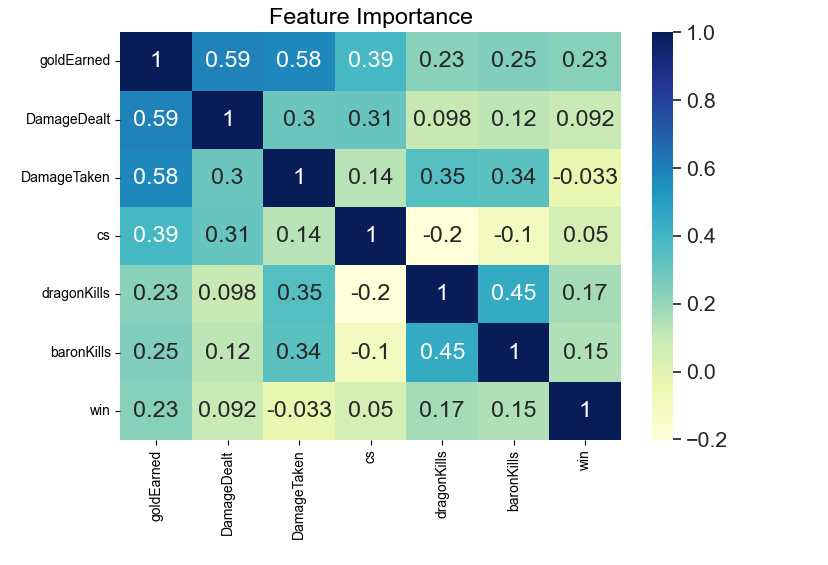 Feature Importance
goldEarned 1 0.59 0.58 0.39 0.23 0.25 0.23
DamageDealt 0.59 1 0.3 0.31 0.098 0.12 0.092
DamageTaken 0.58 0.3 1 0.14 0.35 0.34 -0.033
cs 0.39 0.31 0.14 1 -0.2 -0.1 0.05
dragonKills 0.23 0.098 0.35 -0.2 1 0.45 0.17
baronKills 0.25 0.12 0.34 -0.1 0.45 1 0.15
win 0.23 0.092 -0.033 0.05 0.17 0.15 1
goldEarned
DamageDealt
DamageTaken
cs
dragonKills
baronKills
win
1.0
0.8
0.6
0.4
0.2
0.0
−0.2